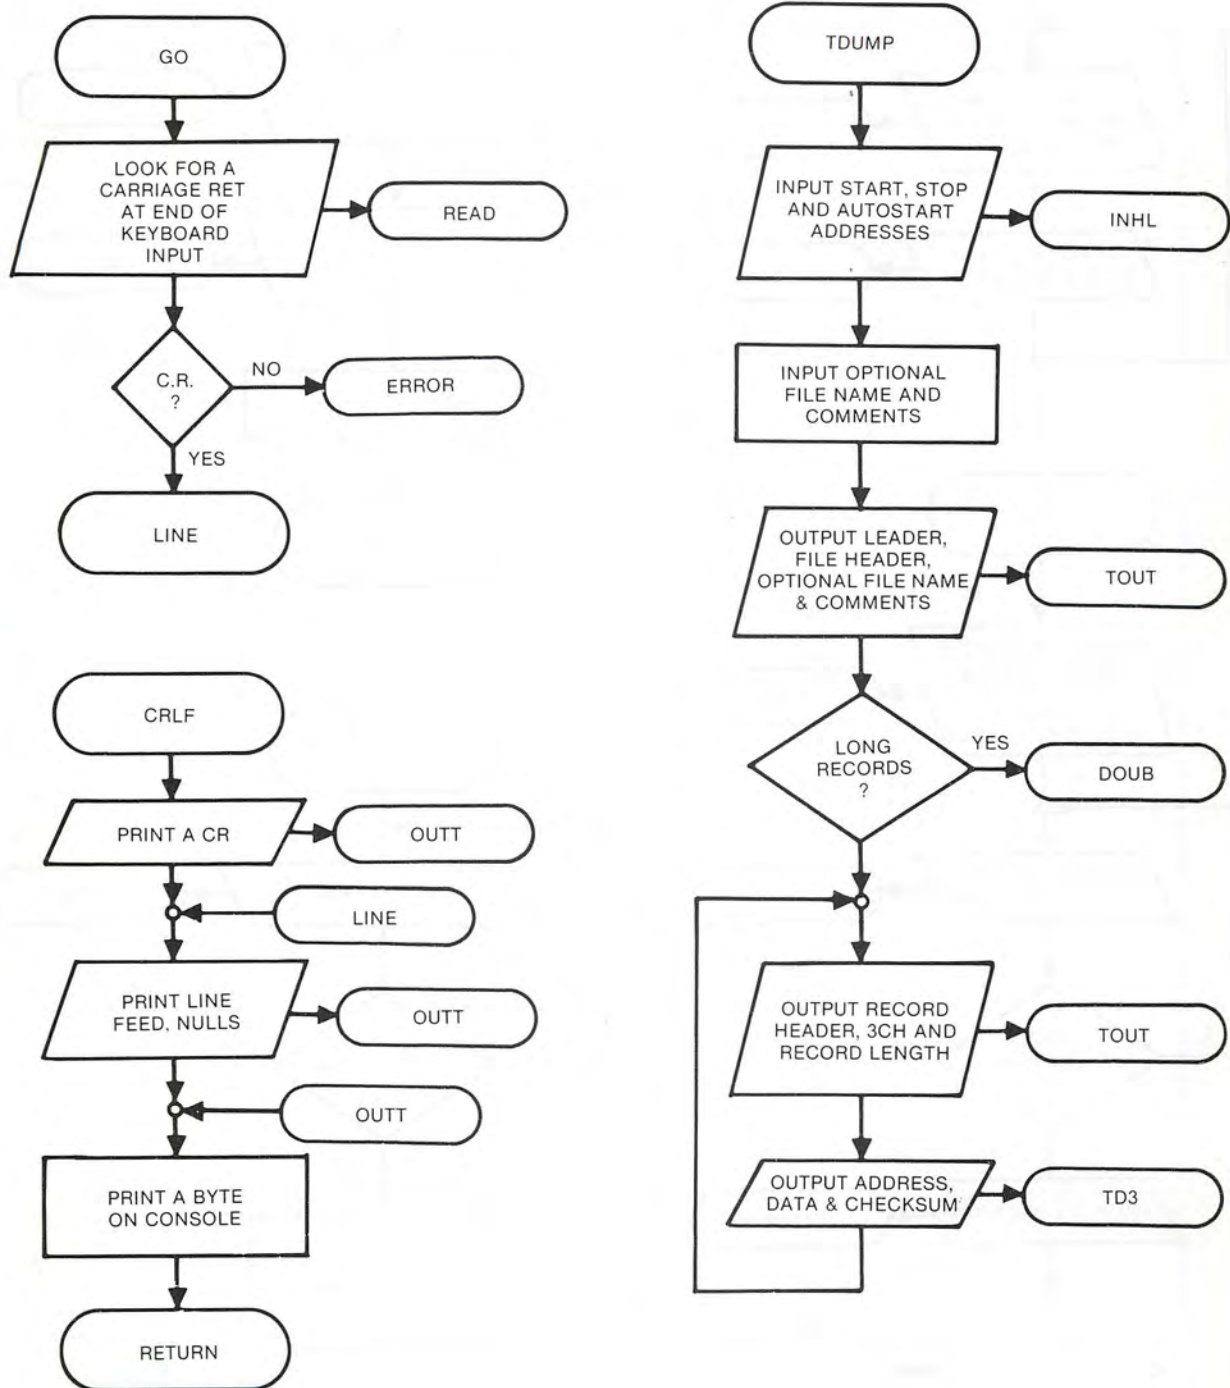 GO
LOOK FOR A
CARRIAGE RET
AT END OF
KEYBOARD
INPUT
READ
C.R.
?
NO
ERROR
YES
LINE
CRLF
PRINT A CR
OUTT
LINE
PRINT LINE
FEED, NULLS
OUTT
OUTT
PRINT A BYTE
ON CONSOLE
RETURN
TDUMP
INPUT START, STOP
AND AUTOSTART
ADDRESSES
INHL
INPUT OPTIONAL
FILE NAME AND
COMMENTS
OUTPUT LEADER,
FILE HEADER,
OPTIONAL FILE NAME
& COMMENTS
TOUT
LONG
RECORDS
?
YES
DOUB
OUTPUT RECORD
HEADER, 3CH AND
RECORD LENGTH
TOUT
OUTPUT ADDRESS,
DATA & CHECKSUM
TD3